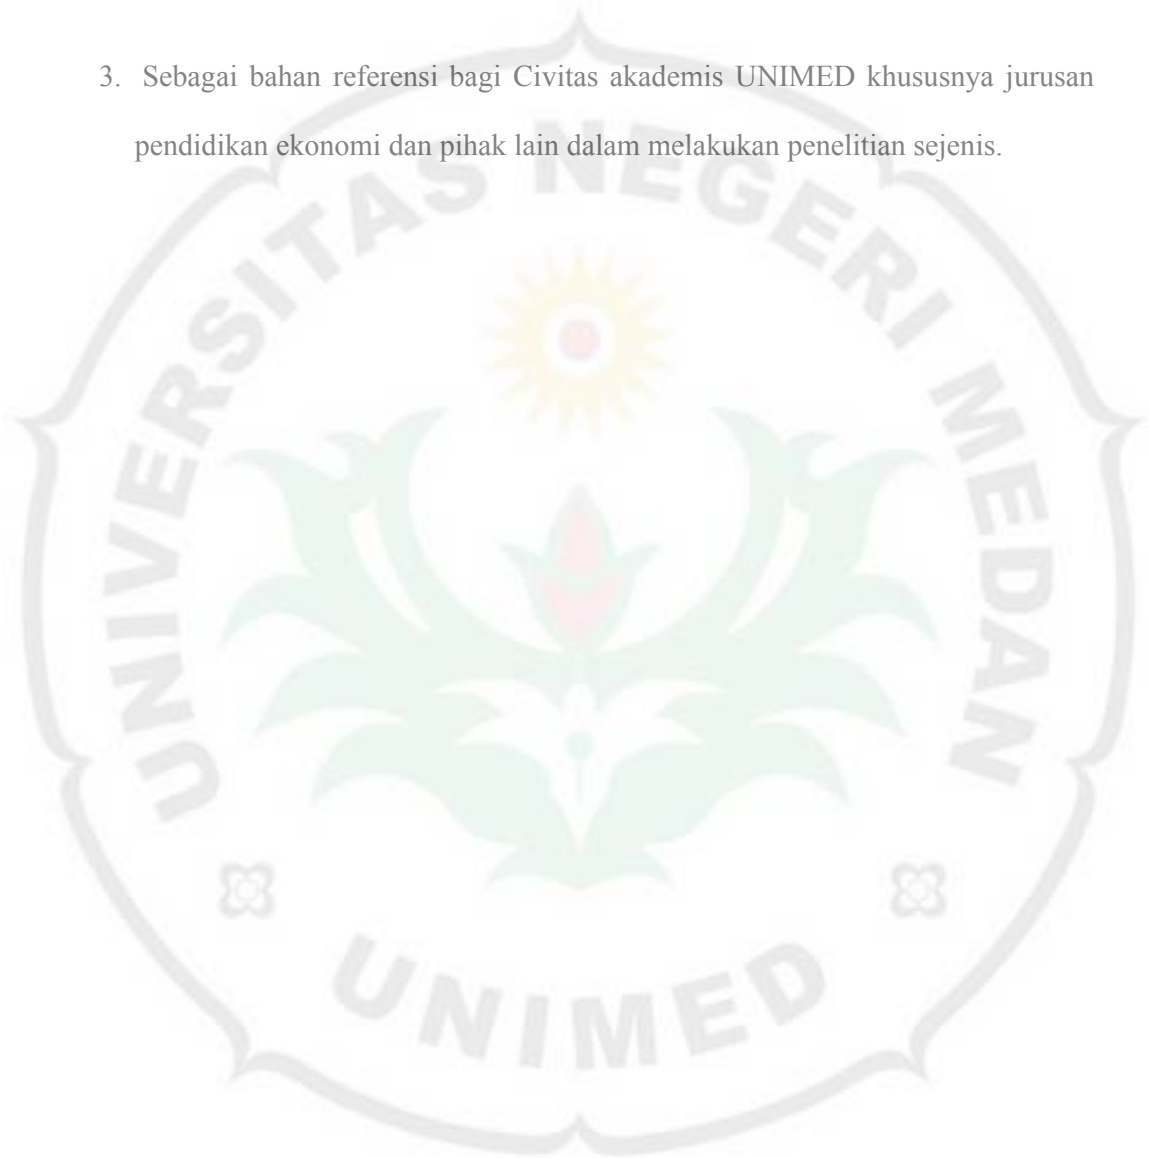 3. Sebagai bahan referensi bagi Civitas akademis UNIMED khususnya jurusan
pendidikan ekonomi dan pihak lain dalam melakukan penelitian sejenis.
UNIVERSITAS NEGERI MEDAN
UNIMED